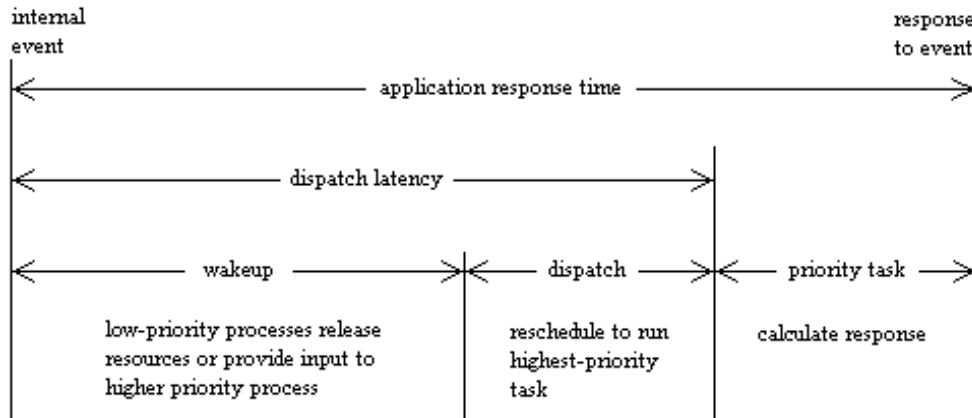 internal
event
response
to event
application response time
dispatch latency
wakeup
dispatch
priority task
low-priority processes release
resources or provide input to
higher priority process
reschedule to run
highest-priority
task
calculate response